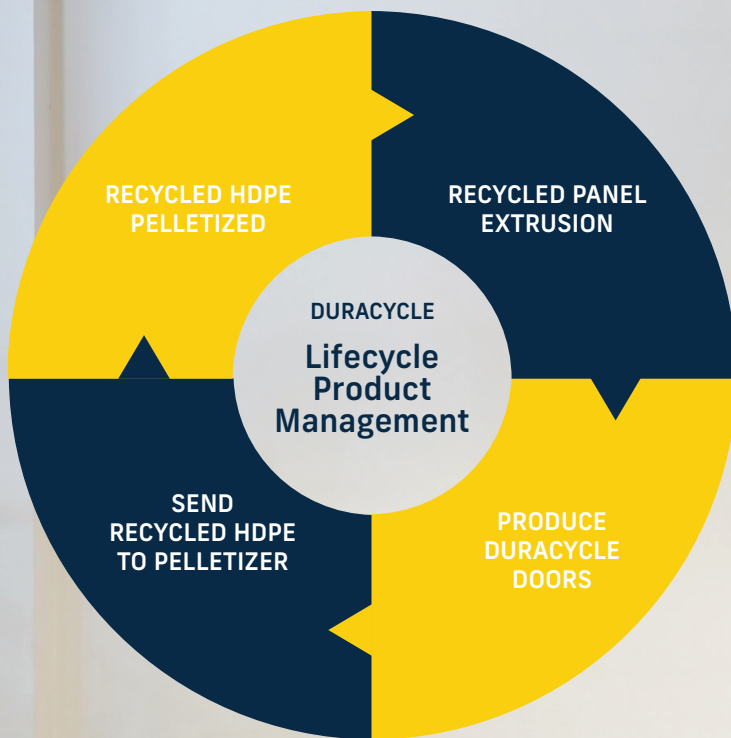 RECYCLED HDPE
PELLETIZED
RECYCLED PANEL
EXTRUSION
DURACYCLE
Lifecycle
Product
Management
SEND
RECYCLED HDPE
TO PELLETIZER
PRODUCE
DURACYCLE
DOORS